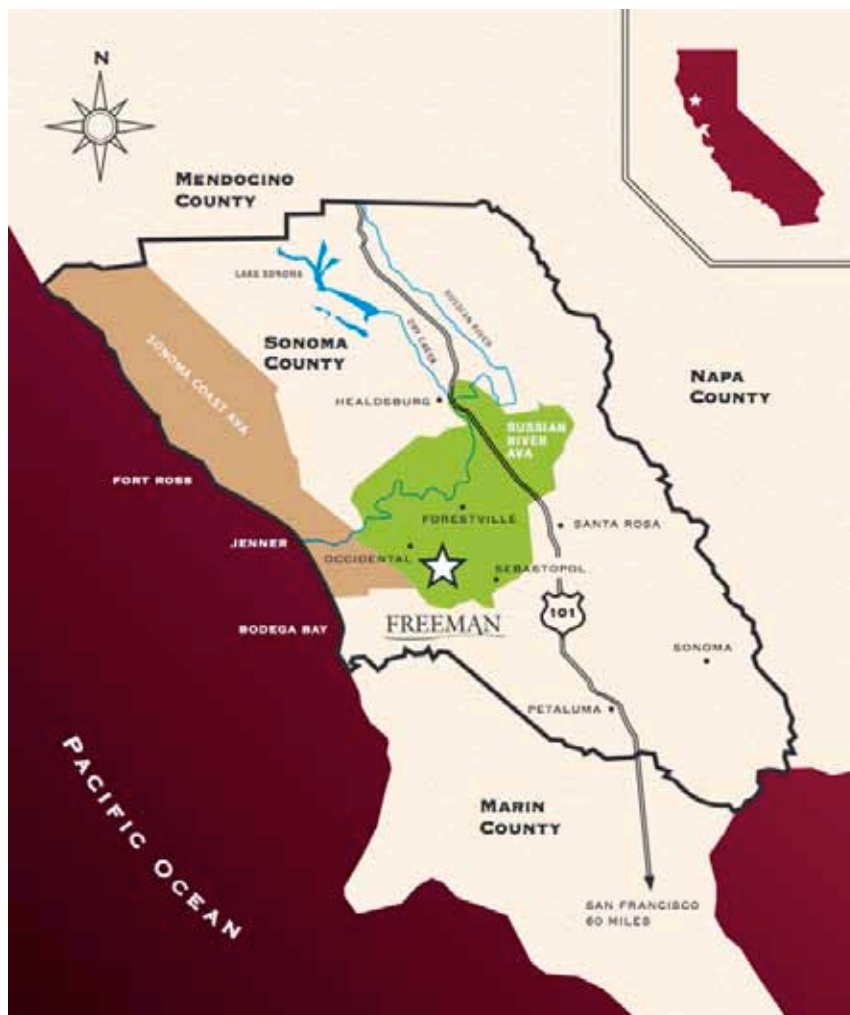 N
MENDOCINO
COUNTY
LAKE SONOMA
RUSSIAN RIVER
DRY CREEK
SONOMA
COUNTY
SONOMA COAST AVA
NAPA
COUNTY
HEALDSBURG
RUSSIAN
RIVER
AVA
FORT ROSS
FORESTVILLE
SANTA ROSA
JENNER
OCCIDENTAL
SEBASTOPOL
101
BODEGA BAY
FREEMAN
SONOMA
PETALUMA
PACIFIC OCEAN
MARIN
COUNTY
SAN FRANCISCO
60 MILES